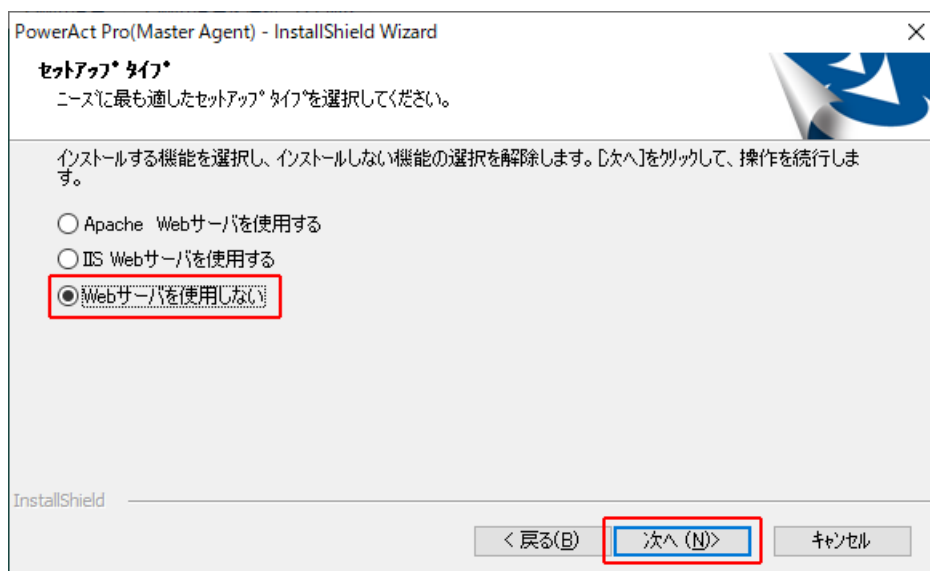 PowerAct Pro(Master Agent) - InstallShield Wizard
セットアップ タイプ
ニーズに最も適したセットアップ タイプを選択してください。
インストールする機能を選択し、インストールしない機能の選択を解除します。[次へ]をクリックして、操作を続行しま
す。
Apache Webサーバを使用する
IIS Webサーバを使用する
Webサーバを使用しない
InstallShield
< 戻る(B)
次へ (N)>
キャンセル